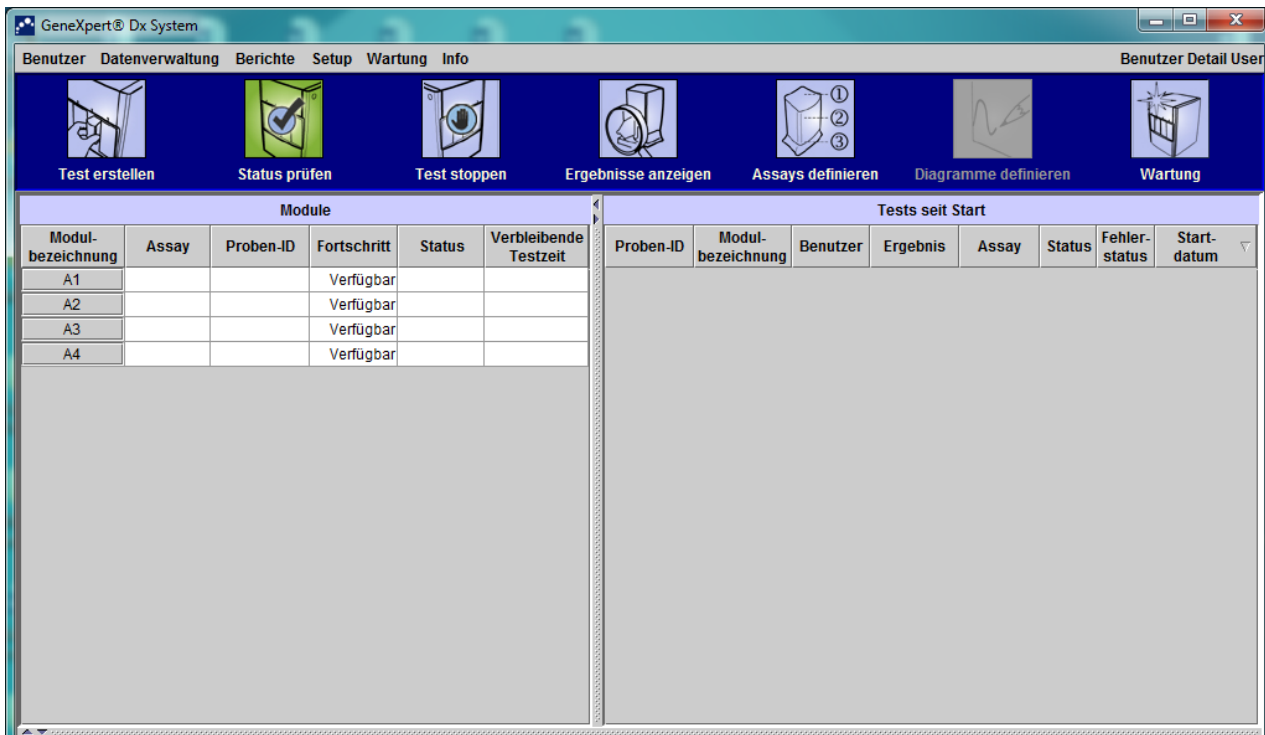 GeneXpert® Dx System
Benutzer Datenverwaltung Berichte Setup Wartung Info Benutzer Detail User
① ② ③
Test erstellen Status prüfen Test stoppen Ergebnisse anzeigen Assays definieren Diagramme definieren Wartung
Module
Modul-bezeichnung Assay Proben-ID Fortschritt Status Verbleibende Testzeit
A1 Verfügbar
A2 Verfügbar
A3 Verfügbar
A4 Verfügbar
Tests seit Start
Proben-ID Modul-bezeichnung Benutzer Ergebnis Assay Status Fehler-status Start-datum